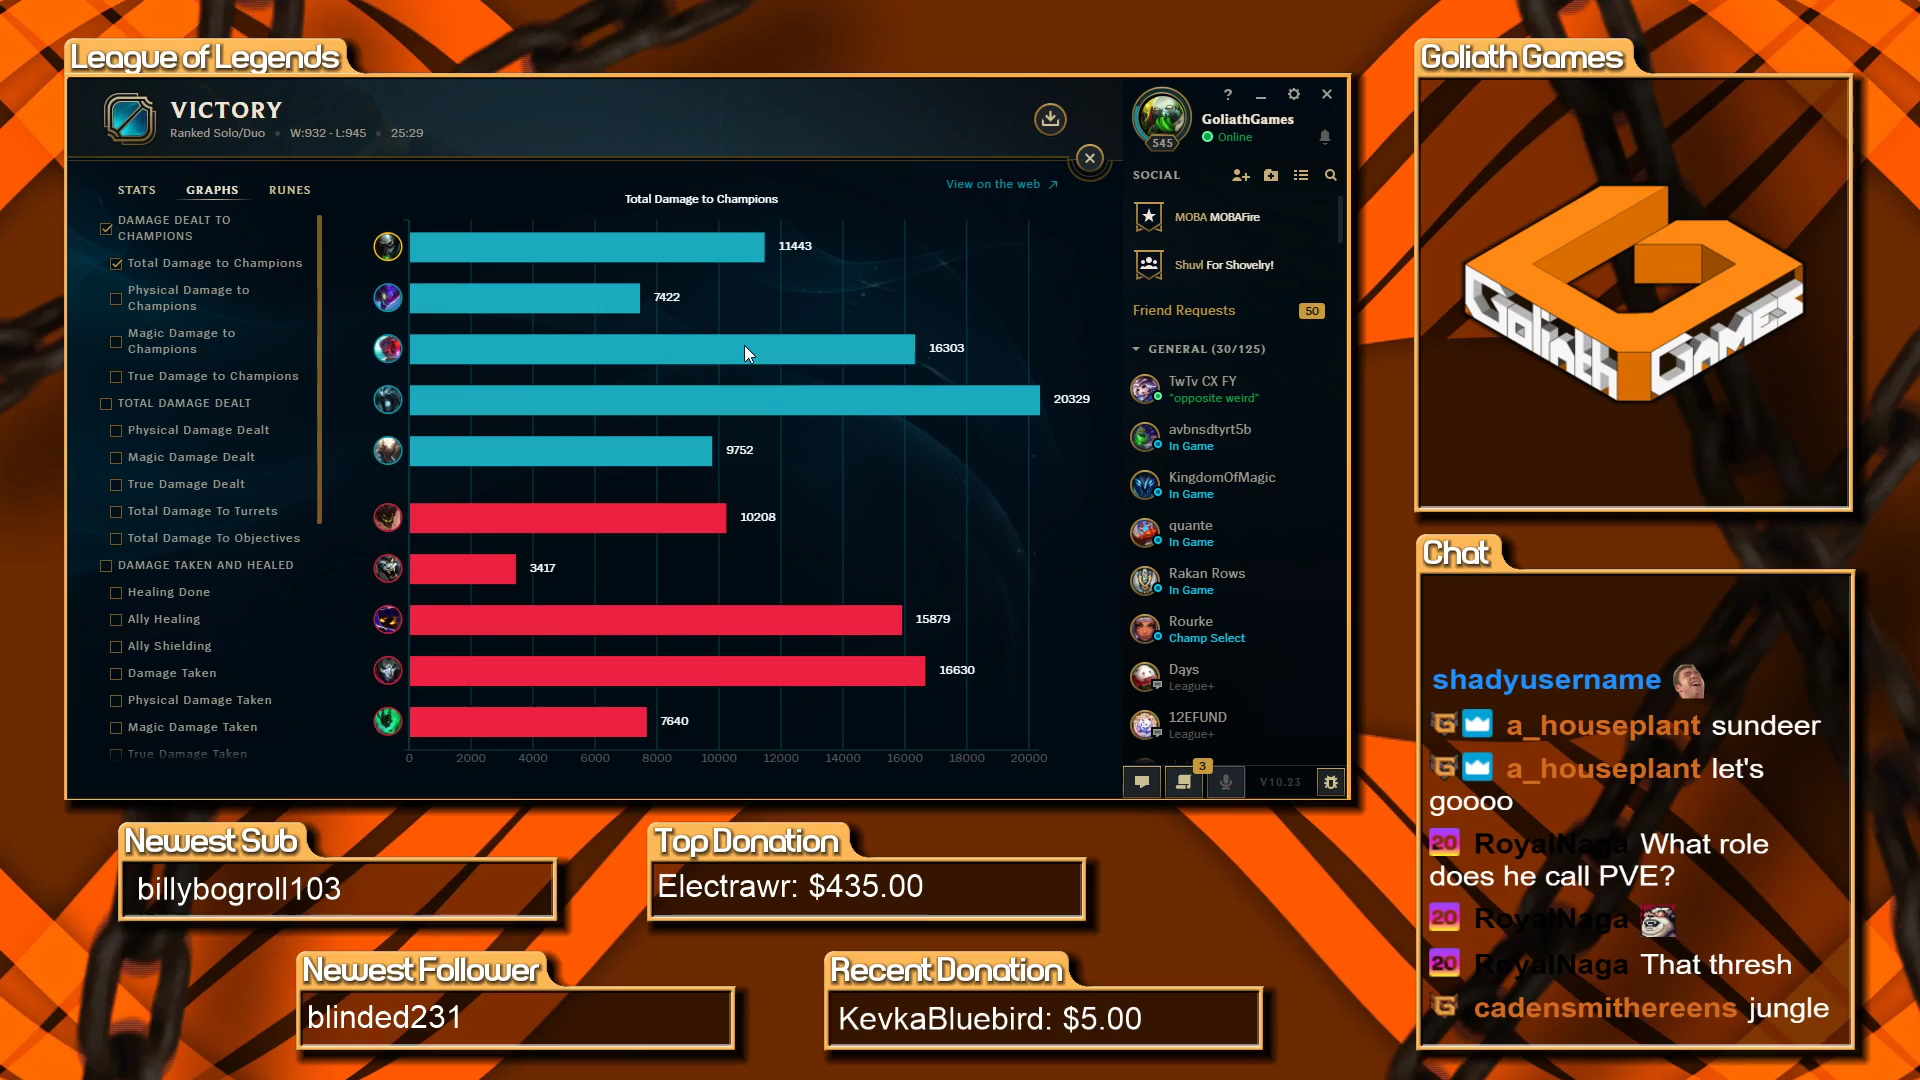 League of Legends
VICTORY
Ranked Solo/Duo • W:932 - L:945 • 25:29
STATS GRAPHS RUNES
View on the web
Total Damage to Champions
DAMAGE DEALT TO
CHAMPIONS
Total Damage to Champions
Physical Damage to
Champions
Magic Damage to
Champions
True Damage to Champions
TOTAL DAMAGE DEALT
Physical Damage Dealt
Magic Damage Dealt
True Damage Dealt
Total Damage To Turrets
Total Damage To Objectives
DAMAGE TAKEN AND HEALED
Healing Done
Ally Healing
Ally Shielding
Damage Taken
Physical Damage Taken
Magic Damage Taken
True Damage Taken
11443
7422
16303
20329
9752
10208
3417
15879
16630
7640
0 2000 4000 6000 8000 10000 12000 14000 16000 18000 20000
545
GoliathGames
Online
SOCIAL
MOBA MOBAFire
Shuvl For Shovelry!
Friend Requests 50
GENERAL (30/125)
TwTv CX FY
"opposite weird"
avbnsdtyrt5b
In Game
KingdomOfMagic
In Game
quante
In Game
Rakan Rows
In Game
Rourke
Champ Select
Dąys
League+
12EFUND
League+
3
V10.23
Goliath Games
Goliath Games
Chat
shadyusername
a_houseplant sundeer
a_houseplant let's
goooo
20 RoyalNaga What role
does he call PVE?
20 RoyalNaga
20 RoyalNaga That thresh
cadensmithereens jungle
Newest Sub
billybogroll103
Top Donation
Electrawr: $435.00
Newest Follower
blinded231
Recent Donation
KevkaBluebird: $5.00